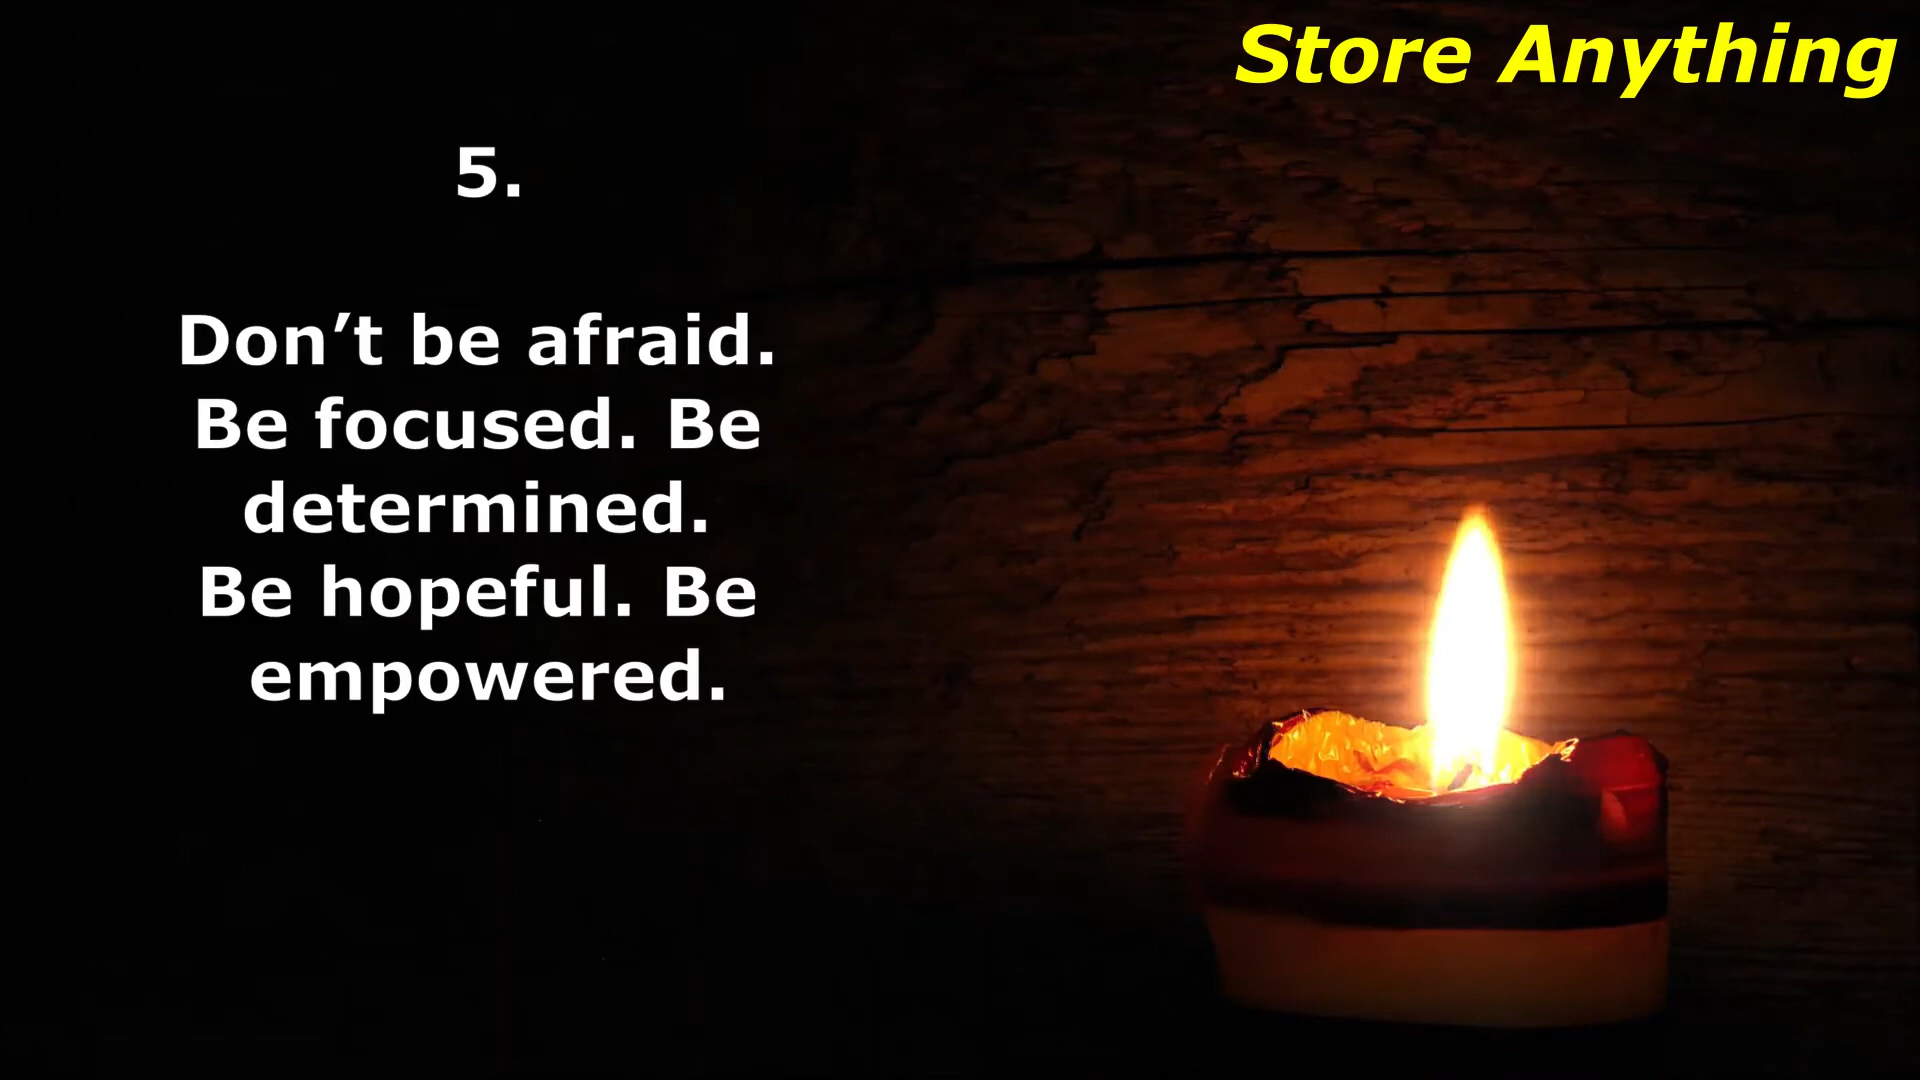 Store Anything
5.
Don’t be afraid.
Be focused. Be
determined.
Be hopeful. Be
empowered.